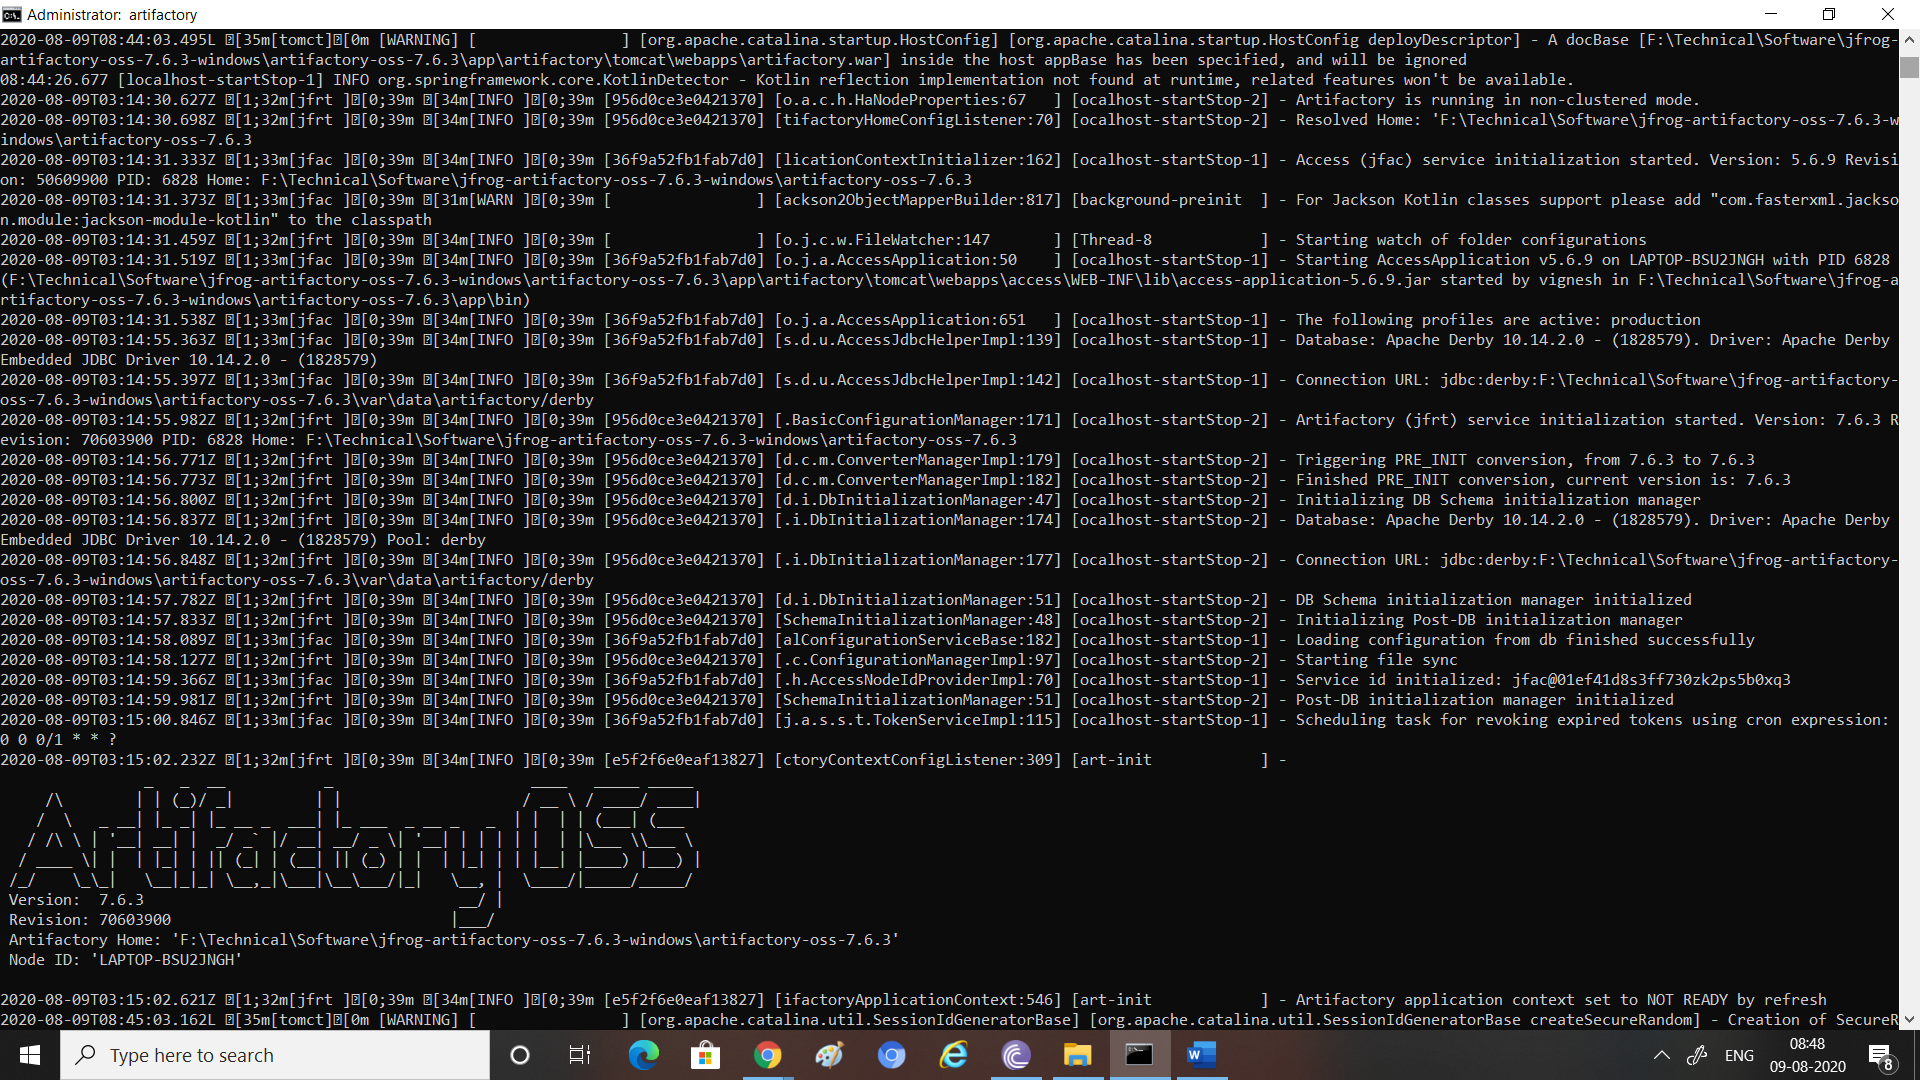 Administrator:  artifactory
2020-08-09T08:44:03.495L [35m[tomct][0m [WARNING] [                ] [org.apache.catalina.startup.HostConfig] [org.apache.catalina.startup.HostConfig deployDescriptor] - A docBase [F:\Technical\Software\jfrog-
artifactory-oss-7.6.3-windows\artifactory-oss-7.6.3\app\artifactory\tomcat\webapps\artifactory.war] inside the host appBase has been specified, and will be ignored
08:44:26.677 [localhost-startStop-1] INFO org.springframework.core.KotlinDetector - Kotlin reflection implementation not found at runtime, related features won't be available.
2020-08-09T03:14:30.627Z [1;32m[jfrt ][0;39m [34m[INFO ][0;39m [956d0ce3e0421370] [o.a.c.h.HaNodeProperties:67   ] [ocalhost-startStop-2] - Artifactory is running in non-clustered mode.
2020-08-09T03:14:30.698Z [1;32m[jfrt ][0;39m [34m[INFO ][0;39m [956d0ce3e0421370] [tifactoryHomeConfigListener:70] [ocalhost-startStop-2] - Resolved Home: 'F:\Technical\Software\jfrog-artifactory-oss-7.6.3-w
indows\artifactory-oss-7.6.3
2020-08-09T03:14:31.333Z [1;33m[jfac ][0;39m [34m[INFO ][0;39m [36f9a52fb1fab7d0] [licationContextInitializer:162] [ocalhost-startStop-1] - Access (jfac) service initialization started. Version: 5.6.9 Revisi
on: 50609900 PID: 6828 Home: F:\Technical\Software\jfrog-artifactory-oss-7.6.3-windows\artifactory-oss-7.6.3
2020-08-09T03:14:31.373Z [1;33m[jfac ][0;39m [31m[WARN ][0;39m [                ] [ackson2ObjectMapperBuilder:817] [background-preinit  ] - For Jackson Kotlin classes support please add "com.fasterxml.jackso
n.module:jackson-module-kotlin" to the classpath
2020-08-09T03:14:31.459Z [1;32m[jfrt ][0;39m [34m[INFO ][0;39m [                ] [o.j.c.w.FileWatcher:147       ] [Thread-8            ] - Starting watch of folder configurations
2020-08-09T03:14:31.519Z [1;33m[jfac ][0;39m [34m[INFO ][0;39m [36f9a52fb1fab7d0] [o.j.a.AccessApplication:50    ] [ocalhost-startStop-1] - Starting AccessApplication v5.6.9 on LAPTOP-BSU2JNGH with PID 6828
(F:\Technical\Software\jfrog-artifactory-oss-7.6.3-windows\artifactory-oss-7.6.3\app\artifactory\tomcat\webapps\access\WEB-INF\lib\access-application-5.6.9.jar started by vignesh in F:\Technical\Software\jfrog-a
rtifactory-oss-7.6.3-windows\artifactory-oss-7.6.3\app\bin)
2020-08-09T03:14:31.538Z [1;33m[jfac ][0;39m [34m[INFO ][0;39m [36f9a52fb1fab7d0] [o.j.a.AccessApplication:651   ] [ocalhost-startStop-1] - The following profiles are active: production
2020-08-09T03:14:55.363Z [1;33m[jfac ][0;39m [34m[INFO ][0;39m [36f9a52fb1fab7d0] [s.d.u.AccessJdbcHelperImpl:139] [ocalhost-startStop-1] - Database: Apache Derby 10.14.2.0 - (1828579). Driver: Apache Derby
Embedded JDBC Driver 10.14.2.0 - (1828579)
2020-08-09T03:14:55.397Z [1;33m[jfac ][0;39m [34m[INFO ][0;39m [36f9a52fb1fab7d0] [s.d.u.AccessJdbcHelperImpl:142] [ocalhost-startStop-1] - Connection URL: jdbc:derby:F:\Technical\Software\jfrog-artifactory-
oss-7.6.3-windows\artifactory-oss-7.6.3\var\data\artifactory/derby
2020-08-09T03:14:55.982Z [1;32m[jfrt ][0;39m [34m[INFO ][0;39m [956d0ce3e0421370] [.BasicConfigurationManager:171] [ocalhost-startStop-2] - Artifactory (jfrt) service initialization started. Version: 7.6.3 R
evision: 70603900 PID: 6828 Home: F:\Technical\Software\jfrog-artifactory-oss-7.6.3-windows\artifactory-oss-7.6.3
2020-08-09T03:14:56.771Z [1;32m[jfrt ][0;39m [34m[INFO ][0;39m [956d0ce3e0421370] [d.c.m.ConverterManagerImpl:179] [ocalhost-startStop-2] - Triggering PRE_INIT conversion, from 7.6.3 to 7.6.3
2020-08-09T03:14:56.773Z [1;32m[jfrt ][0;39m [34m[INFO ][0;39m [956d0ce3e0421370] [d.c.m.ConverterManagerImpl:182] [ocalhost-startStop-2] - Finished PRE_INIT conversion, current version is: 7.6.3
2020-08-09T03:14:56.800Z [1;32m[jfrt ][0;39m [34m[INFO ][0;39m [956d0ce3e0421370] [d.i.DbInitializationManager:47] [ocalhost-startStop-2] - Initializing DB Schema initialization manager
2020-08-09T03:14:56.837Z [1;32m[jfrt ][0;39m [34m[INFO ][0;39m [956d0ce3e0421370] [.i.DbInitializationManager:174] [ocalhost-startStop-2] - Database: Apache Derby 10.14.2.0 - (1828579). Driver: Apache Derby
Embedded JDBC Driver 10.14.2.0 - (1828579) Pool: derby
2020-08-09T03:14:56.848Z [1;32m[jfrt ][0;39m [34m[INFO ][0;39m [956d0ce3e0421370] [.i.DbInitializationManager:177] [ocalhost-startStop-2] - Connection URL: jdbc:derby:F:\Technical\Software\jfrog-artifactory-
oss-7.6.3-windows\artifactory-oss-7.6.3\var\data\artifactory/derby
2020-08-09T03:14:57.782Z [1;32m[jfrt ][0;39m [34m[INFO ][0;39m [956d0ce3e0421370] [d.i.DbInitializationManager:51] [ocalhost-startStop-2] - DB Schema initialization manager initialized
2020-08-09T03:14:57.833Z [1;32m[jfrt ][0;39m [34m[INFO ][0;39m [956d0ce3e0421370] [SchemaInitializationManager:48] [ocalhost-startStop-2] - Initializing Post-DB initialization manager
2020-08-09T03:14:58.089Z [1;33m[jfac ][0;39m [34m[INFO ][0;39m [36f9a52fb1fab7d0] [alConfigurationServiceBase:182] [ocalhost-startStop-1] - Loading configuration from db finished successfully
2020-08-09T03:14:58.127Z [1;32m[jfrt ][0;39m [34m[INFO ][0;39m [956d0ce3e0421370] [.c.ConfigurationManagerImpl:97] [ocalhost-startStop-2] - Starting file sync
2020-08-09T03:14:59.366Z [1;33m[jfac ][0;39m [34m[INFO ][0;39m [36f9a52fb1fab7d0] [.h.AccessNodeIdProviderImpl:70] [ocalhost-startStop-1] - Service id initialized: jfac@01ef41d8s3ff730zk2ps5b0xq3
2020-08-09T03:14:59.981Z [1;32m[jfrt ][0;39m [34m[INFO ][0;39m [956d0ce3e0421370] [SchemaInitializationManager:51] [ocalhost-startStop-2] - Post-DB initialization manager initialized
2020-08-09T03:15:00.846Z [1;33m[jfac ][0;39m [34m[INFO ][0;39m [36f9a52fb1fab7d0] [j.a.s.s.t.TokenServiceImpl:115] [ocalhost-startStop-1] - Scheduling task for revoking expired tokens using cron expression:
0 0 0/1 * * ?
2020-08-09T03:15:02.232Z [1;32m[jfrt ][0;39m [34m[INFO ][0;39m [e5f2f6e0eaf13827] [ctoryContextConfigListener:309] [art-init            ] -
Artifactory OSS
Version:  7.6.3
Revision: 70603900
Artifactory Home: 'F:\Technical\Software\jfrog-artifactory-oss-7.6.3-windows\artifactory-oss-7.6.3'
Node ID: 'LAPTOP-BSU2JNGH'
2020-08-09T03:15:02.621Z [1;32m[jfrt ][0;39m [34m[INFO ][0;39m [e5f2f6e0eaf13827] [ifactoryApplicationContext:546] [art-init            ] - Artifactory application context set to NOT READY by refresh
2020-08-09T08:45:03.162L [35m[tomct][0m [WARNING] [                ] [org.apache.catalina.util.SessionIdGeneratorBase] [org.apache.catalina.util.SessionIdGeneratorBase createSecureRandom] - Creation of SecureR
Type here to search
ENG
08:48
09-08-2020
8